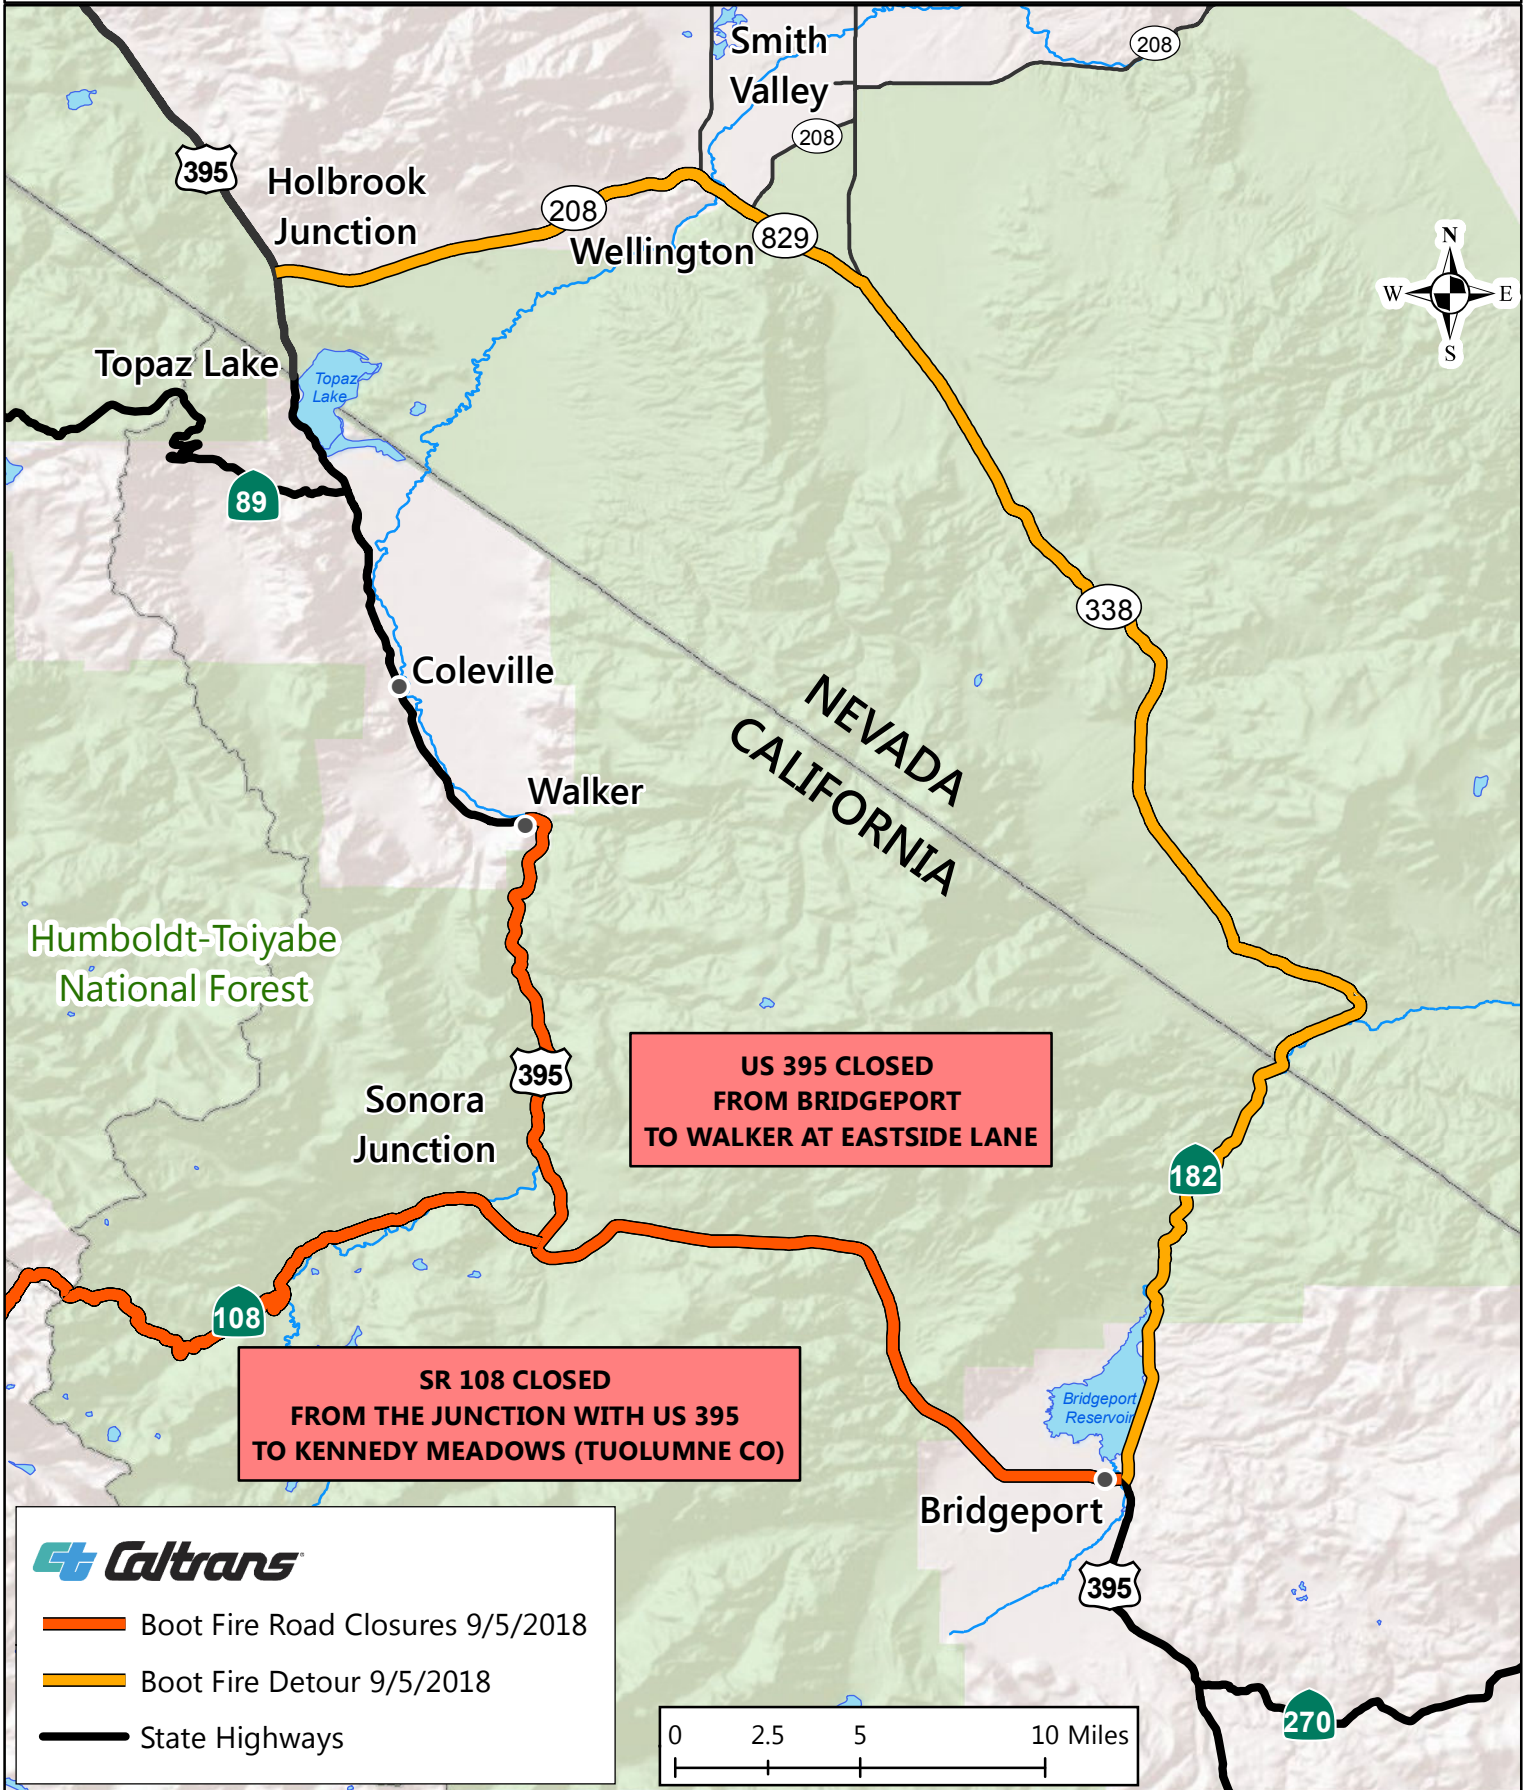 Smith
Valley
208
208
395
Holbrook
Junction
208
Wellington
829
N
W
E
S
Topaz Lake
Topaz
Lake
89
338
Coleville
NEVADA
CALIFORNIA
Walker
Humboldt-Toiyabe
National Forest
395
US 395 CLOSED
FROM BRIDGEPORT
TO WALKER AT EASTSIDE LANE
Sonora
Junction
182
108
SR 108 CLOSED
FROM THE JUNCTION WITH US 395
TO KENNEDY MEADOWS (TUOLUMNE CO)
Bridgeport
Reservoir
Bridgeport
395
270
Caltrans
Boot Fire Road Closures 9/5/2018
Boot Fire Detour 9/5/2018
State Highways
0 2.5 5 10 Miles